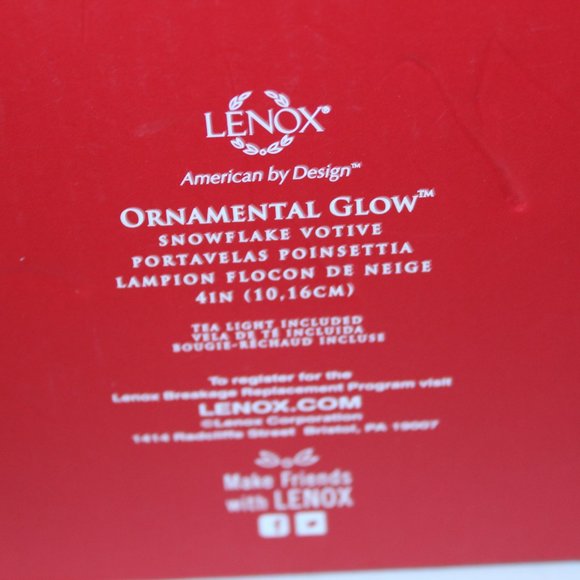 LENOX®
American by Design™
ORNAMENTAL GLOW™
SNOWFLAKE VOTIVE
PORTAVELAS POINSETTIA
LAMPION FLOCON DE NEIGE
4IN (10,16CM)
TEA LIGHT INCLUDED
VELA DE TÉ INCLUIDA
BOUGIE-RÉCHAUD INCLUSE
To register for the
Lenox Breakage Replacement Program visit
LENOX.COM
©Lenox Corporation
1414 Radcliffe Street Bristol, PA 19007
Make Friends
with LENOX